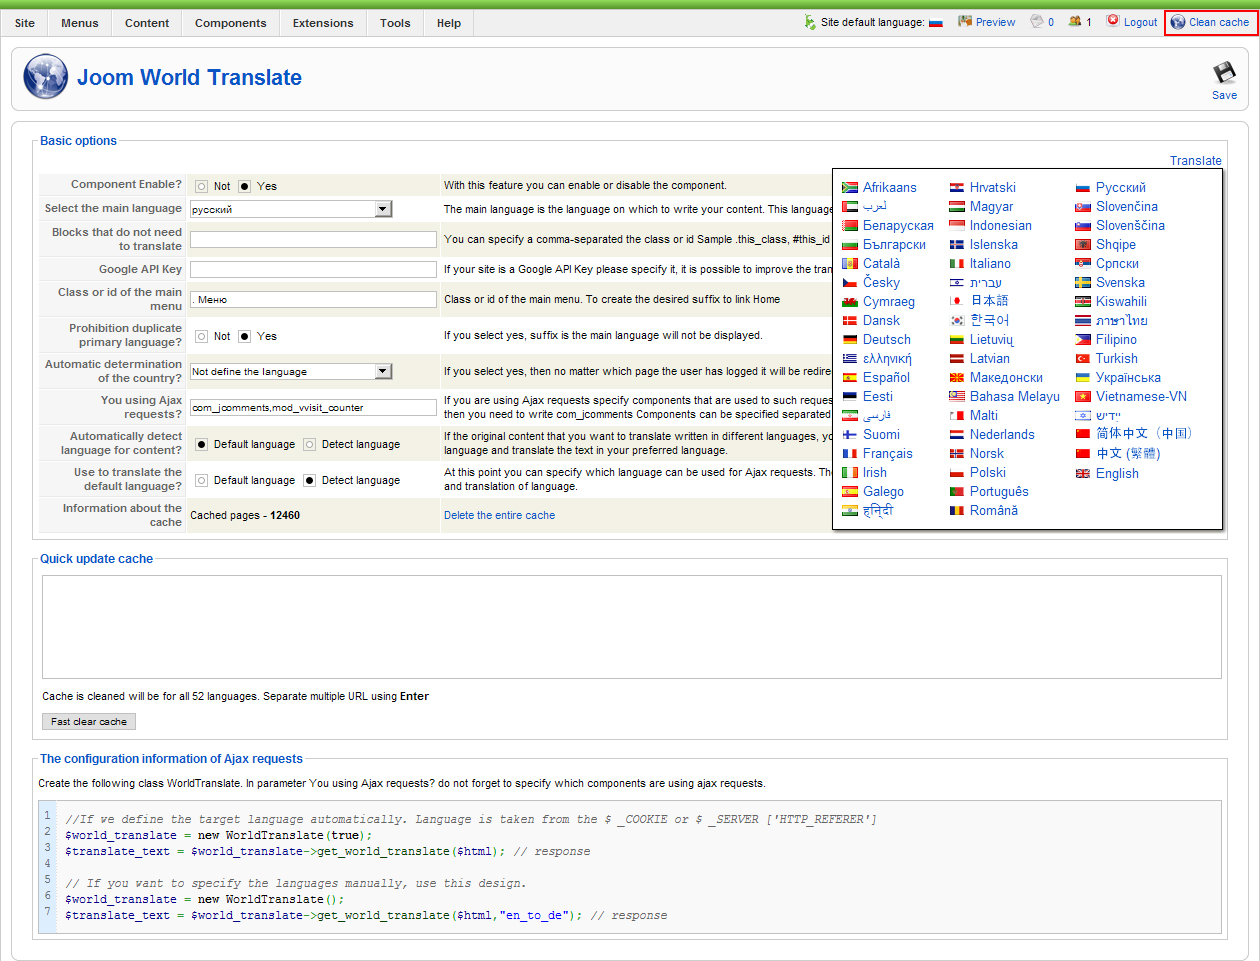 Site Menus Content Components Extensions Tools Help Site default language: Preview 0 1 Logout Clean cache
Joom World Translate
Save
Basic options
Translate
Component Enable? Not Yes With this feature you can enable or disable the component.
Select the main language русский The main language is the language on which to write your content. This language
Blocks that do not need
to translate
You can specify a comma-separated the class or id Sample .this_class, #this_id
Google API Key If your site is a Google API Key please specify it, it is possible to improve the tran
Class or id of the main
menu
. Меню Class or id of the main menu. To create the desired suffix to link Home
Prohibition duplicate
primary language?
Not Yes If you select yes, suffix is the main language will not be displayed.
Automatic determination
of the country?
Not define the language If you select yes, then no matter which page the user has logged it will be redire
You using Ajax
requests?
com_jcomments,mod_vvisit_counter
If you are using Ajax requests specify components that are used to such reques
then you need to write com_jcomments Components can be specified separated
Automatically detect
language for content?
Default language Detect language
If the original content that you want to translate written in different languages, yo
language and translate the text in your preferred language.
Use to translate the
default language?
Default language Detect language
At this point you can specify which language can be used for Ajax requests. The
and translation of language.
Information about the
cache
Cached pages - 12460 Delete the entire cache
Afrikaans
لعرب
Беларуская
Български
Català
Česky
Cymraeg
Dansk
Deutsch
ελληνική
Español
Eesti
فارسی
Suomi
Français
Irish
Galego
हिन्दी
Hrvatski
Magyar
Indonesian
Islenska
Italiano
עברית
日本語
한국어
Lietuvių
Latvian
Македонски
Bahasa Melayu
Malti
Nederlands
Norsk
Polski
Português
Română
Русский
Slovenčina
Slovenščina
Shqipe
Српски
Svenska
Kiswahili
ภาษาไทย
Filipino
Turkish
Українська
Vietnamese-VN
ייִדיש
简体中文（中国）
中文 (繁體)
English
Quick update cache
Cache is cleaned will be for all 52 languages. Separate multiple URL using Enter
Fast clear cache
The configuration information of Ajax requests
Create the following class WorldTranslate. In parameter You using Ajax requests? do not forget to specify which components are using ajax requests.
1 //If we define the target language automatically. Language is taken from the $ _COOKIE or $ _SERVER ['HTTP_REFERER']
2 $world_translate = new WorldTranslate(true);
3 $translate_text = $world_translate->get_world_translate($html); // response
4
5 // If you want to specify the languages manually, use this design.
6 $world_translate = new WorldTranslate();
7 $translate_text = $world_translate->get_world_translate($html,"en_to_de"); // response